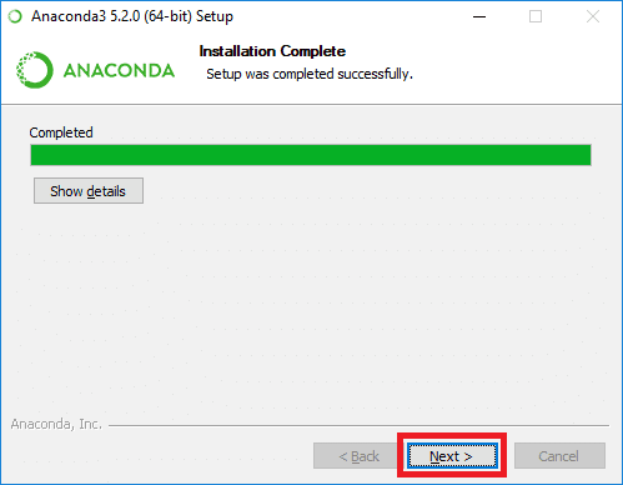 Anaconda3 5.2.0 (64-bit) Setup
ANACONDA
Installation Complete
Setup was completed successfully.
Completed
Show details
Anaconda, Inc.
< Back
Next >
Cancel